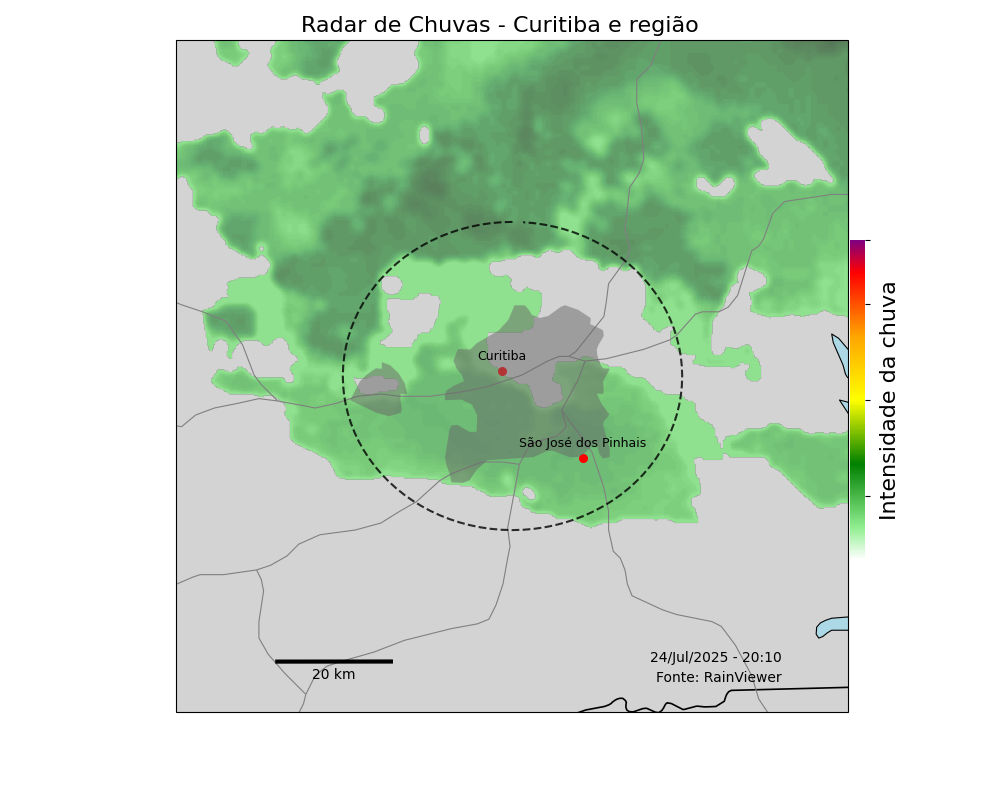 Radar de Chuvas - Curitiba e região
Curitiba
São José dos Pinhais
Intensidade da chuva
24/Jul/2025 - 20:10
20 km
Fonte: RainViewer